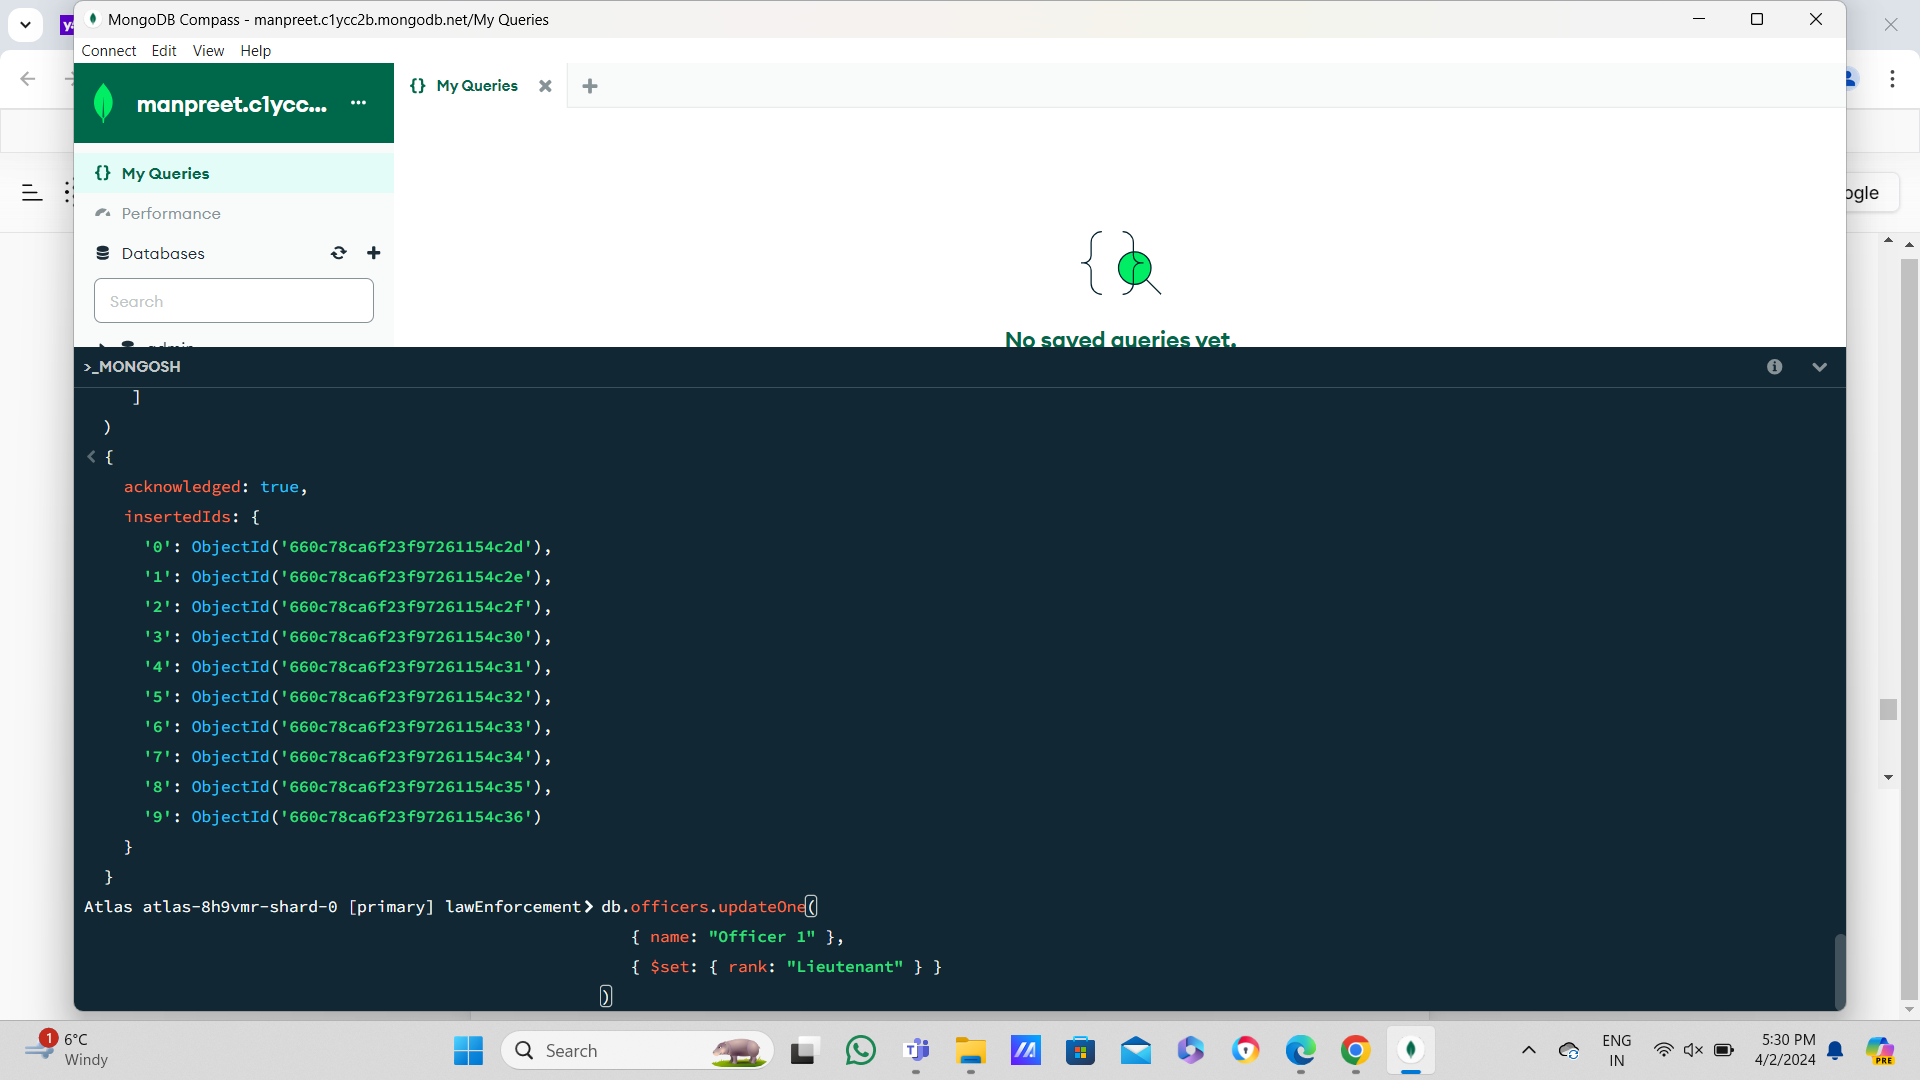 MongoDB Compass - manpreet.c1ycc2b.mongodb.net/My Queries
Connect Edit View Help
manpreet.c1ycc... ...
{} My Queries
My Queries
Performance
Databases
Search
admin
No saved queries yet.
ogle
>_MONGOSH
]
)
< {
acknowledged: true,
insertedIds: {
'0': ObjectId('660c78ca6f23f97261154c2d'),
'1': ObjectId('660c78ca6f23f97261154c2e'),
'2': ObjectId('660c78ca6f23f97261154c2f'),
'3': ObjectId('660c78ca6f23f97261154c30'),
'4': ObjectId('660c78ca6f23f97261154c31'),
'5': ObjectId('660c78ca6f23f97261154c32'),
'6': ObjectId('660c78ca6f23f97261154c33'),
'7': ObjectId('660c78ca6f23f97261154c34'),
'8': ObjectId('660c78ca6f23f97261154c35'),
'9': ObjectId('660c78ca6f23f97261154c36')
}
}
Atlas atlas-8h9vmr-shard-0 [primary] lawEnforcement> db.officers.updateOne(
{ name: "Officer 1" },
{ $set: { rank: "Lieutenant" } }
)
1
6°C
Windy
Search
ENG
IN
5:30 PM
4/2/2024
PRE